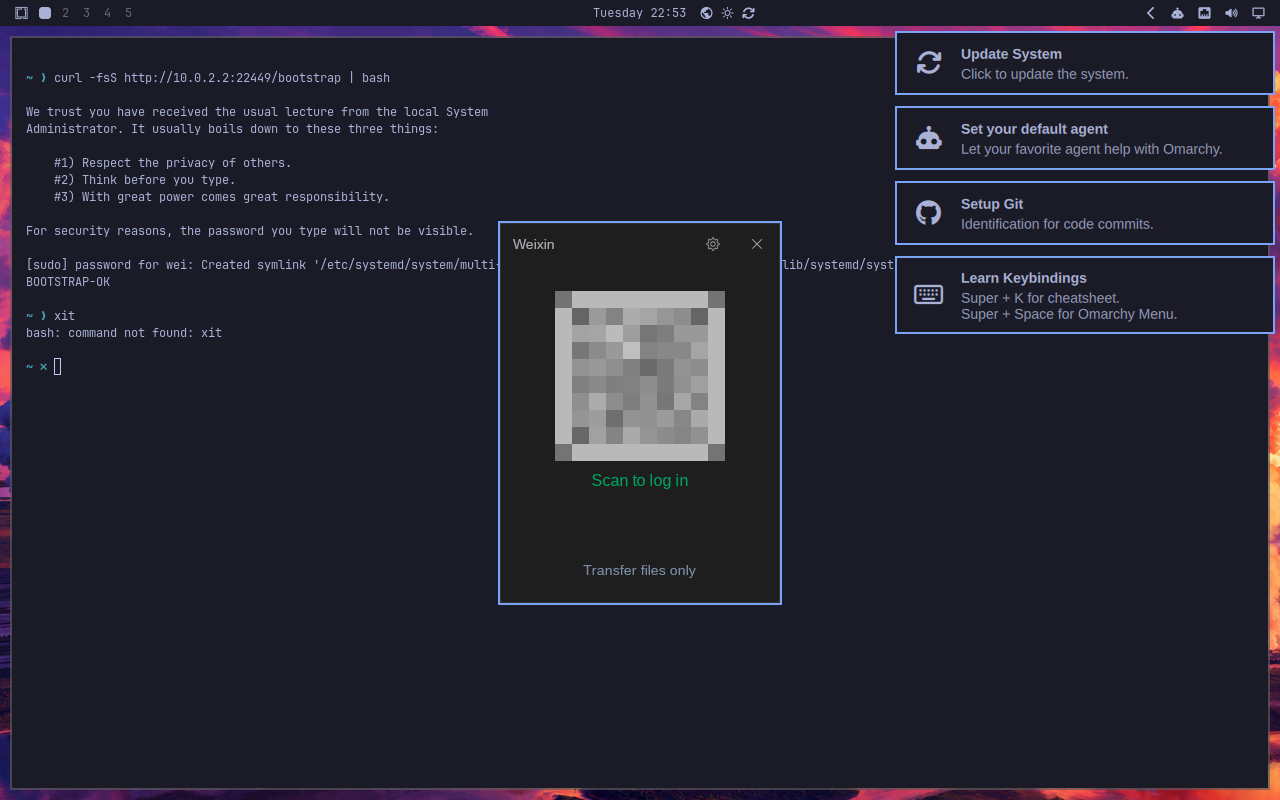 2 3 4 5
Tuesday 22:53
~ ❯ curl -fsS http://10.0.2.2:22449/bootstrap | bash
We trust you have received the usual lecture from the local System
Administrator. It usually boils down to these three things:
#1) Respect the privacy of others.
#2) Think before you type.
#3) With great power comes great responsibility.
For security reasons, the password you type will not be visible.
[sudo] password for wei: Created symlink '/etc/systemd/system/multi-
lib/systemd/syst
BOOTSTRAP-OK
~ ❯ xit
bash: command not found: xit
~ ×
Update System
Click to update the system.
Set your default agent
Let your favorite agent help with Omarchy.
Setup Git
Identification for code commits.
Learn Keybindings
Super + K for cheatsheet.
Super + Space for Omarchy Menu.
Weixin
Scan to log in
Transfer files only